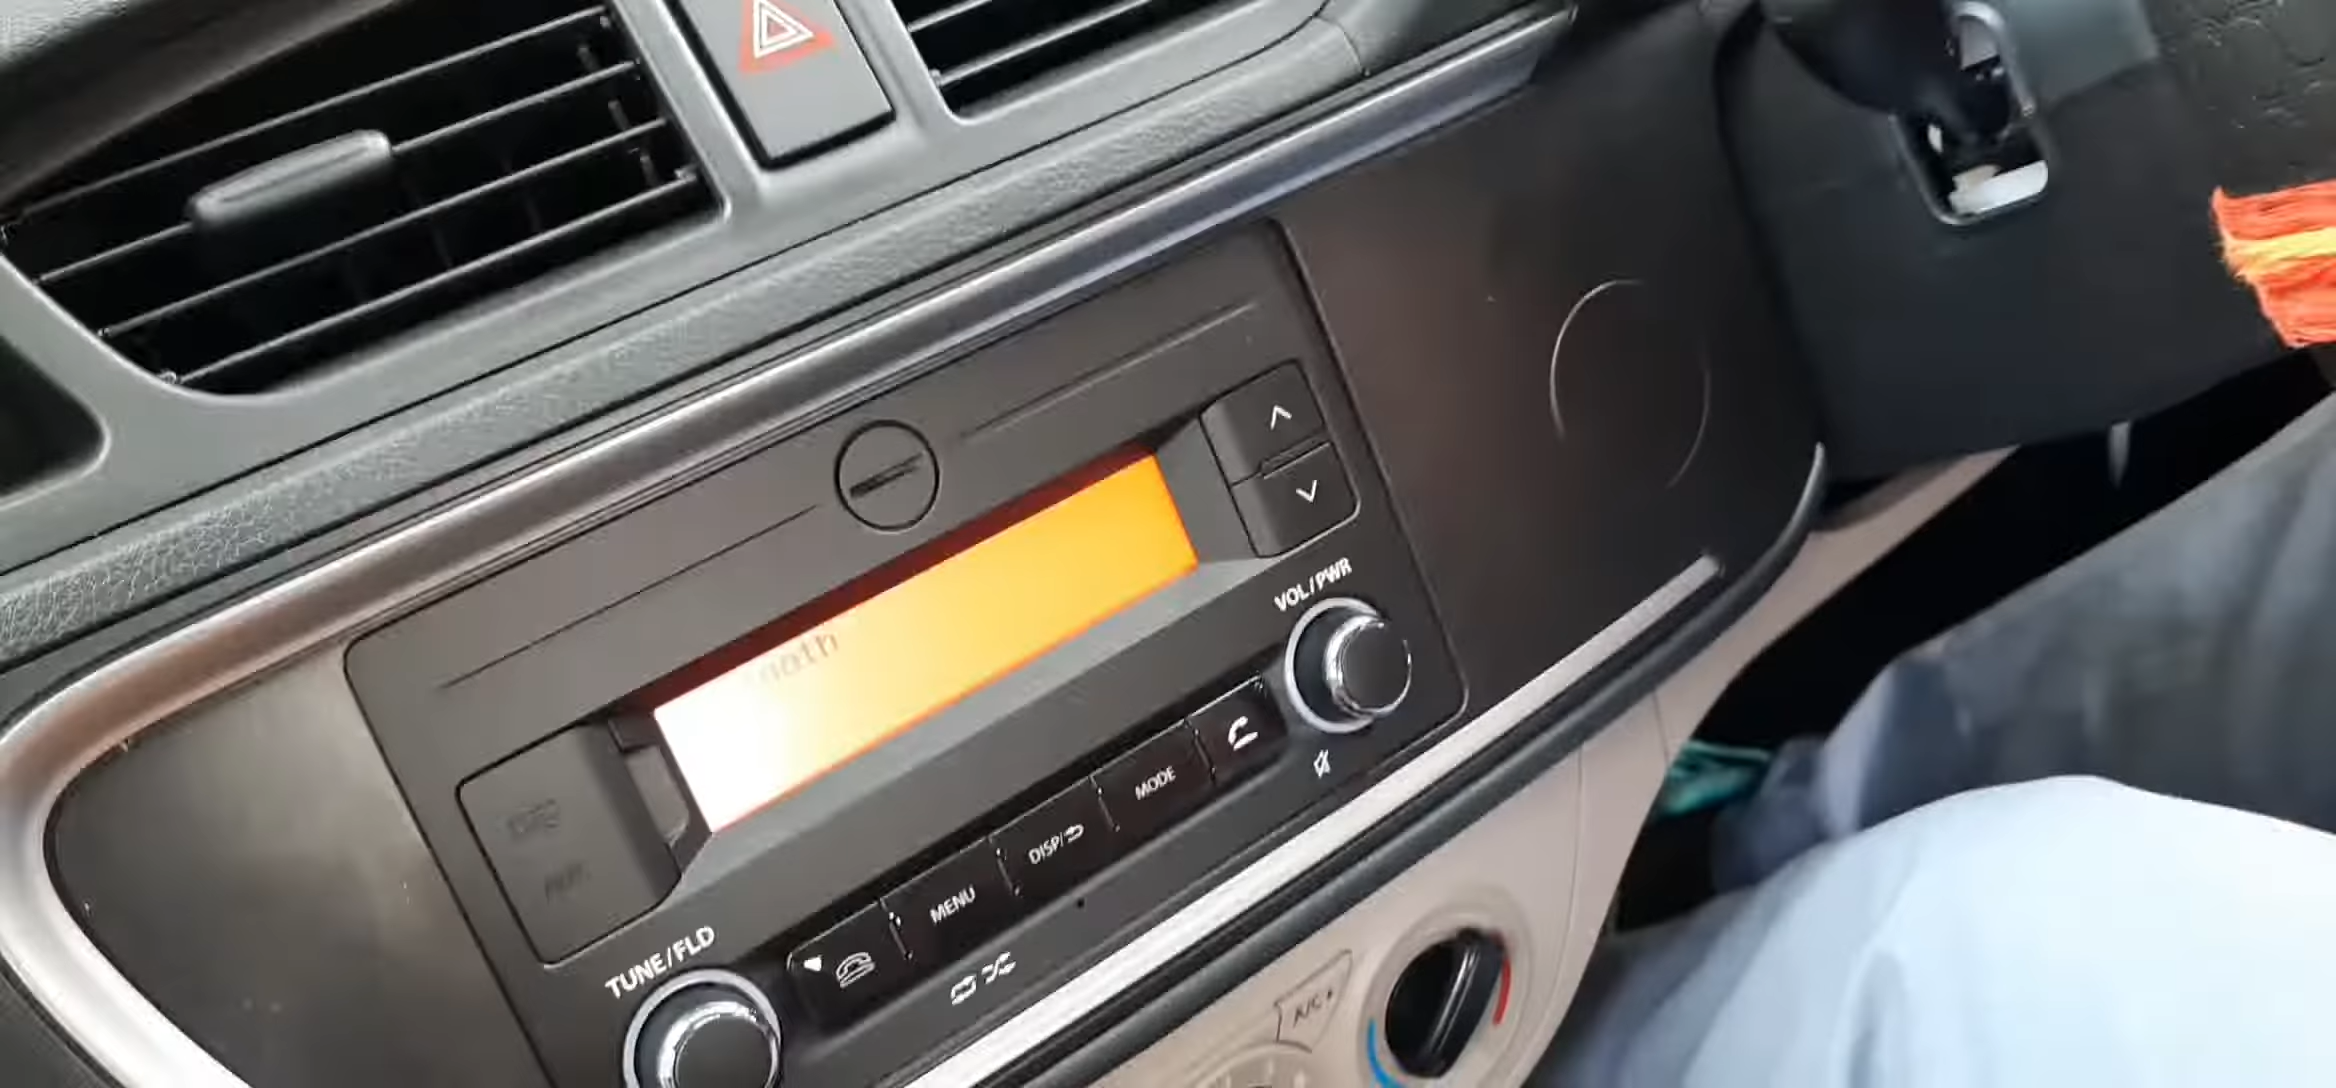 VOL/PWR
MODE
DISP/
MENU
TUNE/FLD
A/C